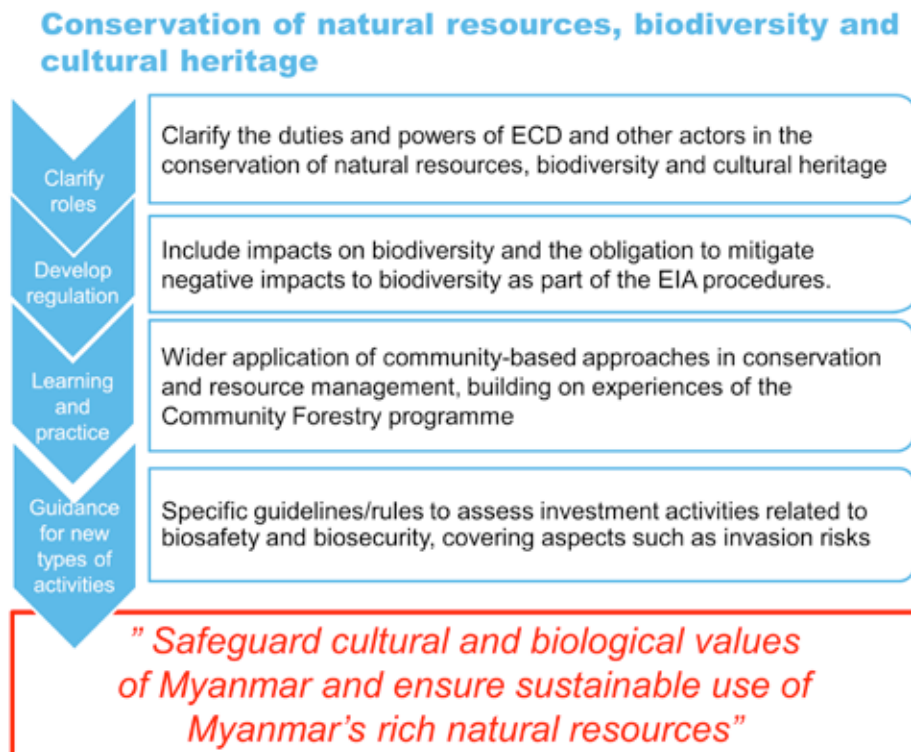 Conservation of natural resources, biodiversity and
cultural heritage
Clarify
roles
Clarify the duties and powers of ECD and other actors in the
conservation of natural resources, biodiversity and cultural heritage
Develop
regulation
Include impacts on biodiversity and the obligation to mitigate
negative impacts to biodiversity as part of the EIA procedures.
Learning
and
practice
Wider application of community-based approaches in conservation
and resource management, building on experiences of the
Community Forestry programme
Guidance
for new
types of
activities
Specific guidelines/rules to assess investment activities related to
biosafety and biosecurity, covering aspects such as invasion risks
” Safeguard cultural and biological values
of Myanmar and ensure sustainable use of
Myanmar’s rich natural resources”